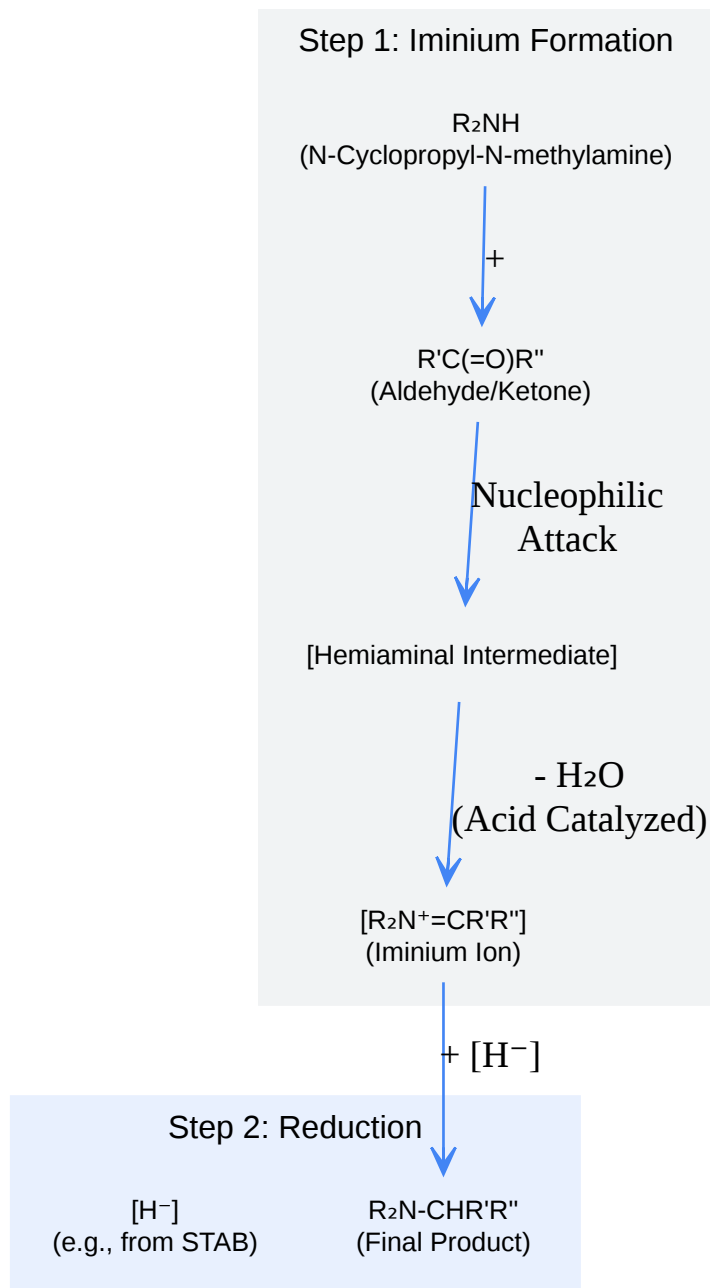 Step 1: Iminium Formation
R₂NH
(N-Cyclopropyl-N-methylamine)
+
R'C(=O)R"
(Aldehyde/Ketone)
Nucleophilic
Attack
[Hemiaminal Intermediate]
- H₂O
(Acid Catalyzed)
[R₂N⁺=CR'R"]
(Iminium Ion)
+ [H⁻]
Step 2: Reduction
[H⁻]
(e.g., from STAB)
R₂N-CHR'R"
(Final Product)